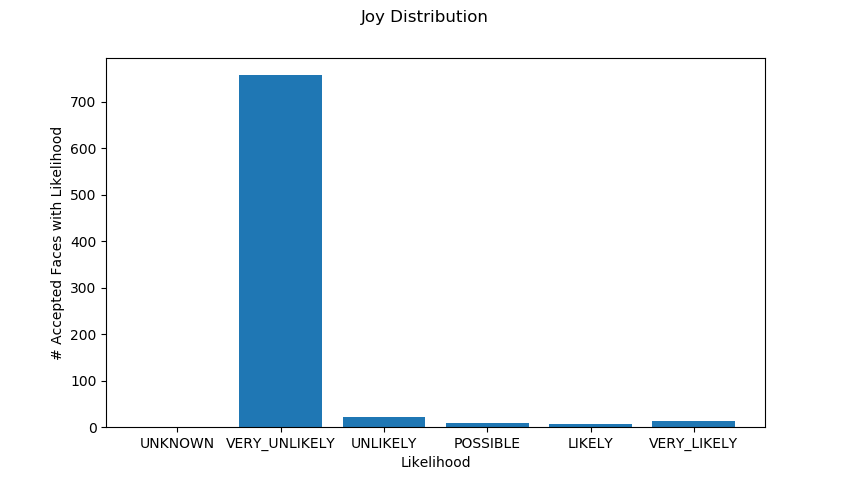 Joy Distribution
# Accepted Faces with Likelihood
700
600
500
400
300
200
100
0
UNKNOWN VERY_UNLIKELY UNLIKELY POSSIBLE LIKELY VERY_LIKELY
Likelihood